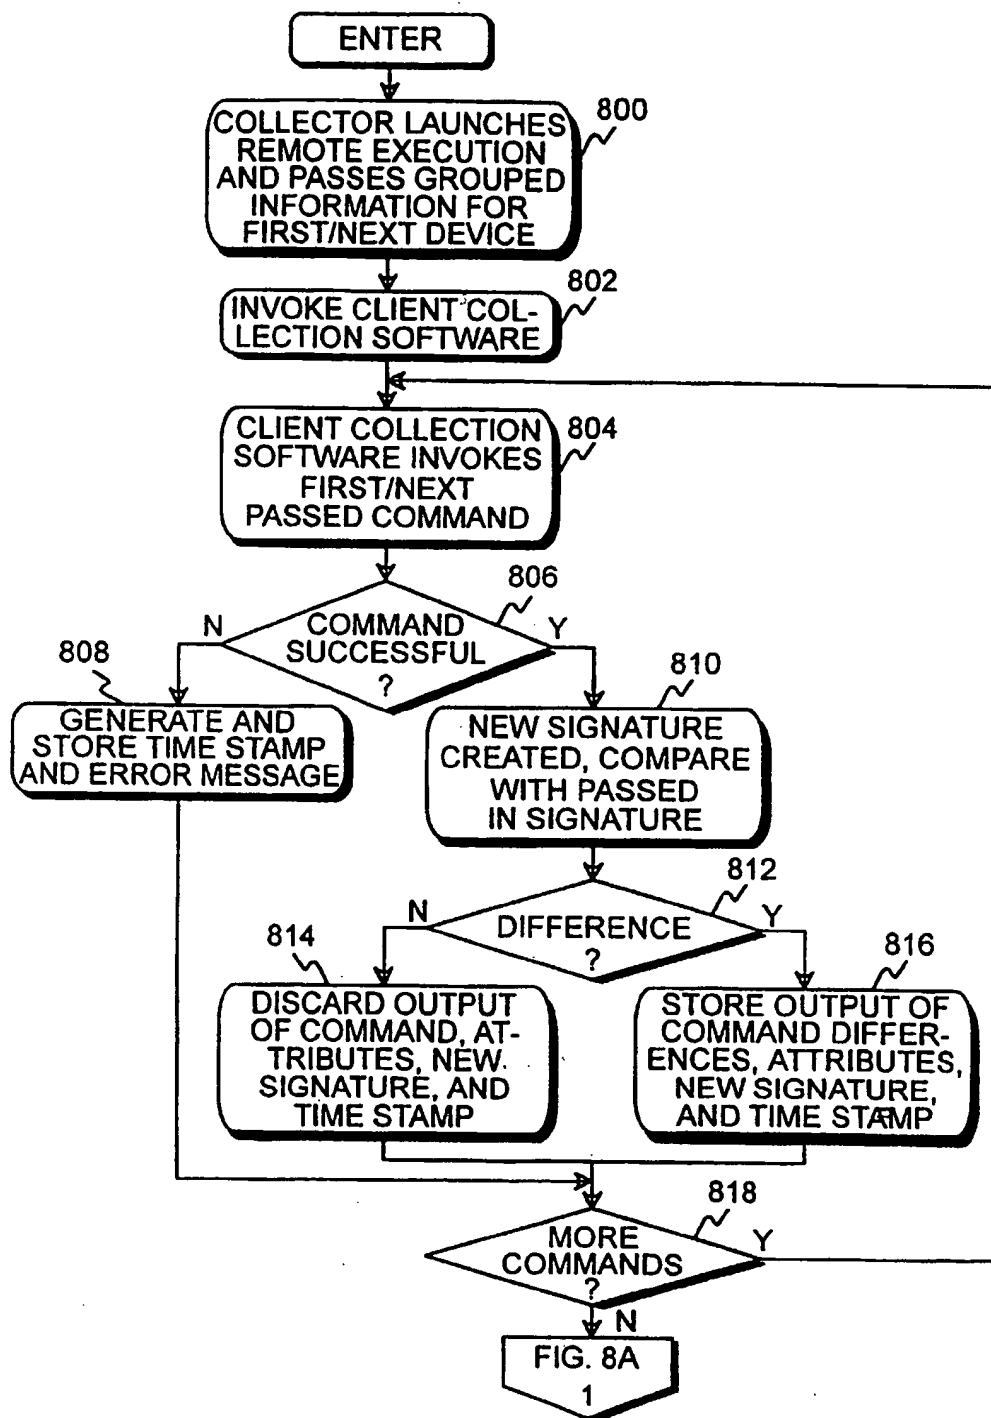 ENTER
800
COLLECTOR LAUNCHES
REMOTE EXECUTION
AND PASSES GROUPED
INFORMATION FOR
FIRST/NEXT DEVICE
802
INVOKE CLIENT COL-
LECTION SOFTWARE
804
CLIENT COLLECTION
SOFTWARE INVOKES
FIRST/NEXT
PASSED COMMAND
806
N
COMMAND
SUCCESSFUL
?
Y
808
GENERATE AND
STORE TIME STAMP
AND ERROR MESSAGE
810
NEW SIGNATURE
CREATED, COMPARE
WITH PASSED
IN SIGNATURE
812
N
DIFFERENCE
?
Y
814
DISCARD OUTPUT
OF COMMAND, AT-
TRIBUTES, NEW
SIGNATURE, AND
TIME STAMP
816
STORE OUTPUT OF
COMMAND DIFFER-
ENCES, ATTRIBUTES,
NEW SIGNATURE,
AND TIME STAMP
818
MORE
COMMANDS
?
Y
N
FIG. 8A
1